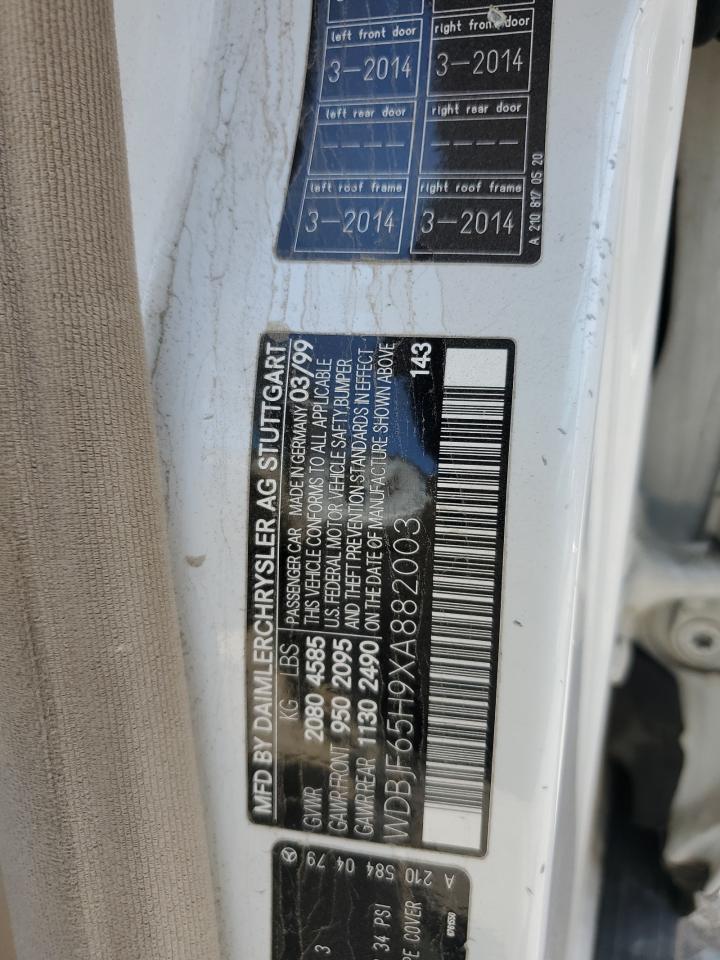 left front door
right front door
3-2014
3-2014
left rear door
right rear door
----
----
left roof frame
right roof frame
3-2014
3-2014
A 210 817 05 20
MFD BY DAIMLERCHRYSLER AG STUTTGART
KG LBS PASSENGER CAR MADE IN GERMANY 03/99
GVWR 2080 4585 THIS VEHICLE CONFORMS TO ALL APPLICABLE
GAWR FRONT 950 2095 U.S. FEDERAL MOTOR VEHICLE SAFETY BUMPER
GAWR REAR 1130 2490 AND THEFT PREVENTION STANDARDS IN EFFECT
ON THE DATE OF MANUFACTURE SHOWN ABOVE
WDBJF65H9XA882003 143
A 210 584 04 79
3
34 PSI
COVER